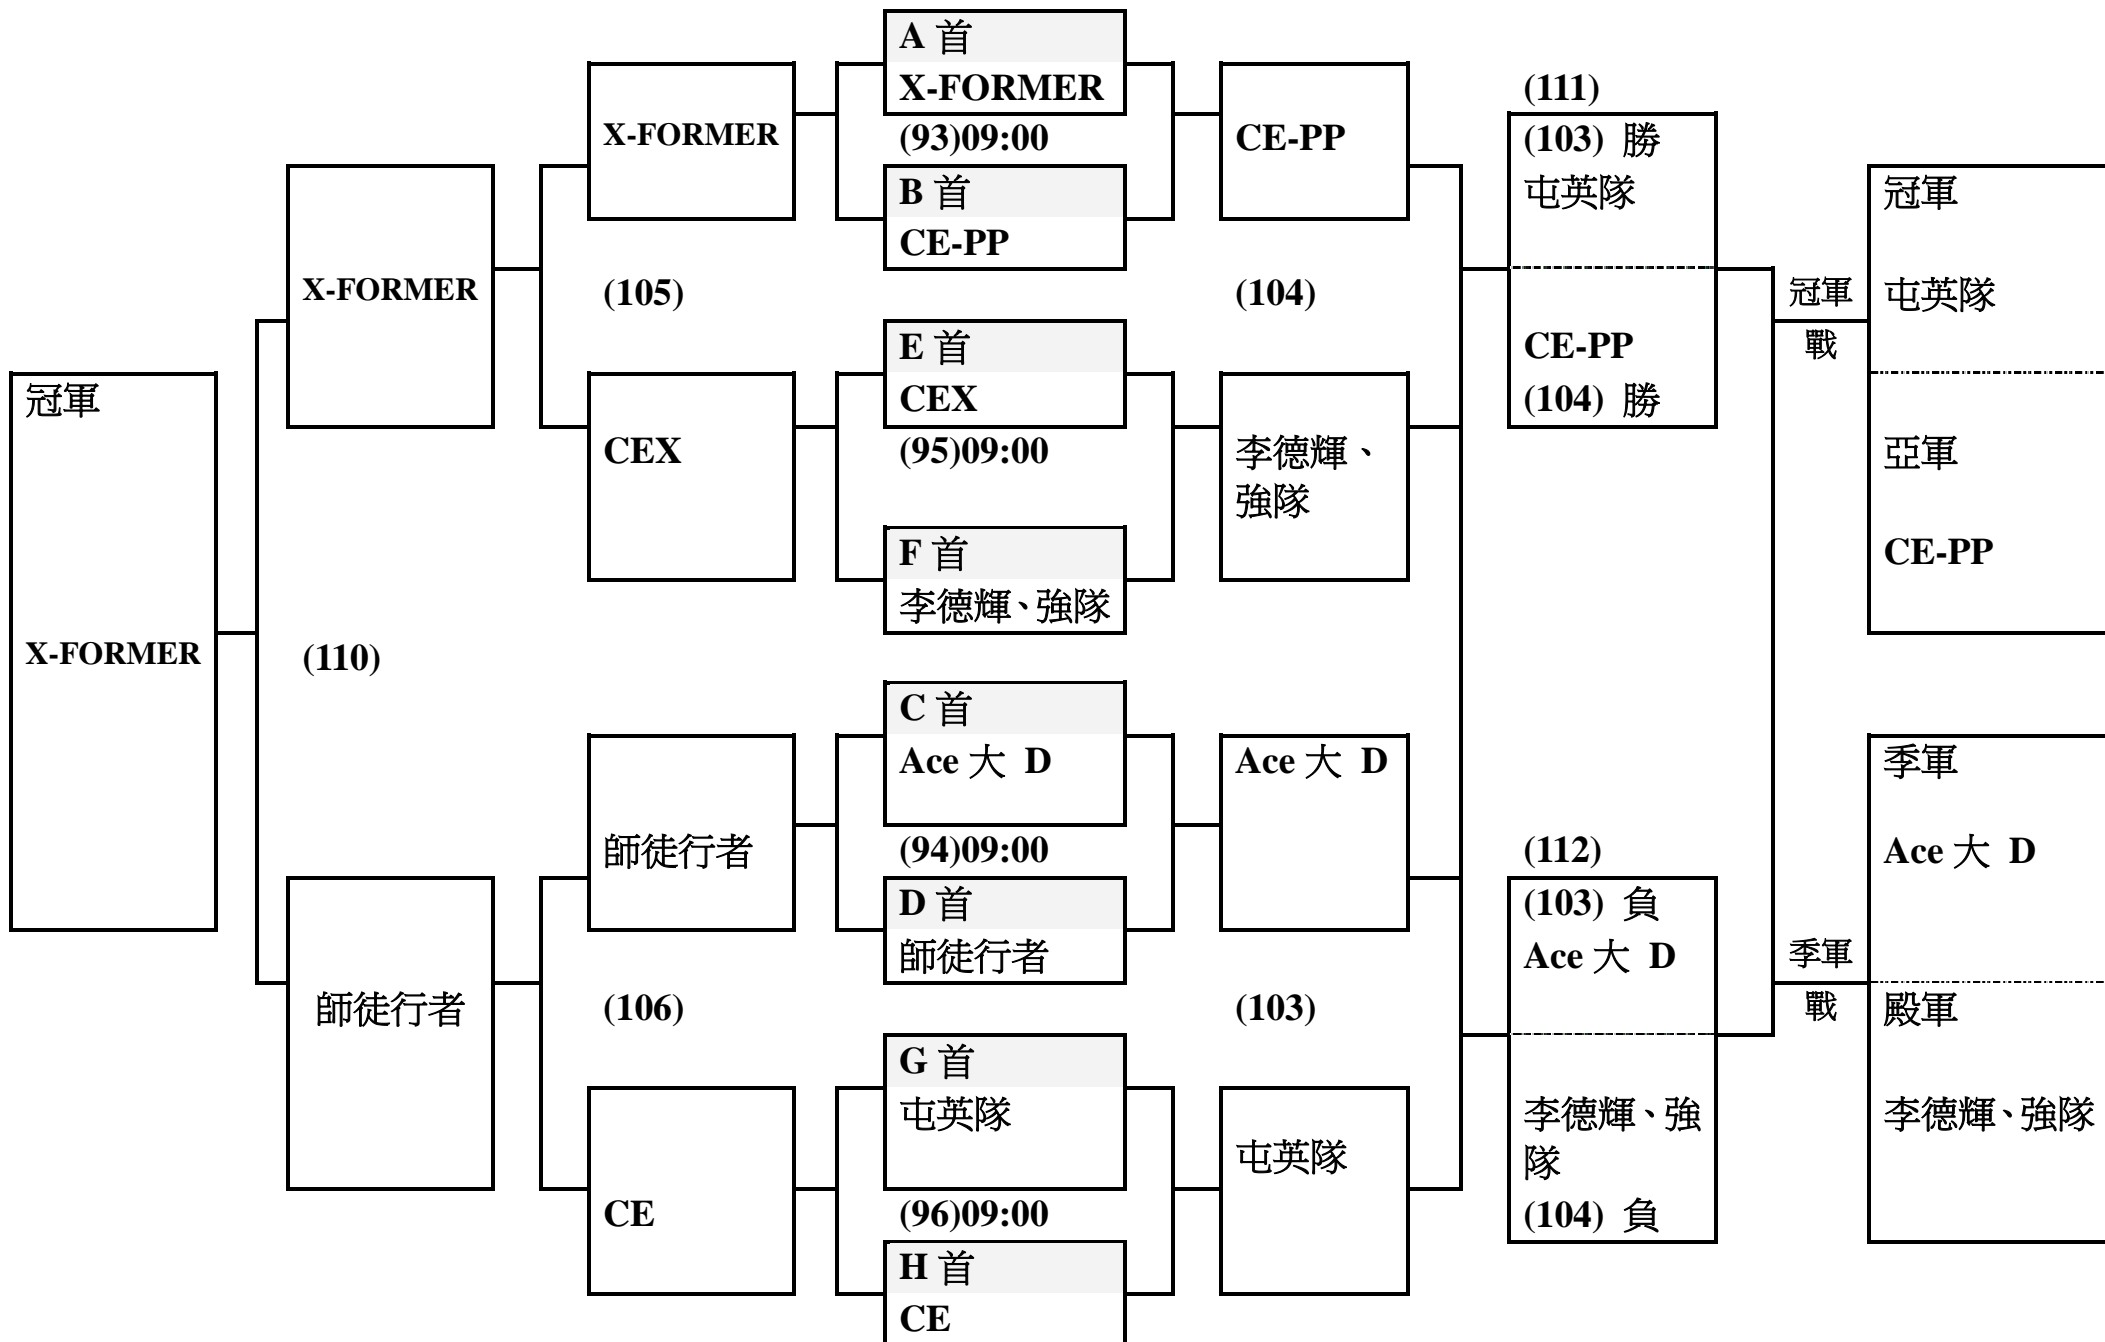 冠軍
X-FORMER
X-FORMER
(110)
師徒行者
X-FORMER
(105)
CEX
師徒行者
(106)
CE
A 首
X-FORMER
(93)09:00
B 首
CE-PP
E 首
CEX
(95)09:00
F 首
李德輝、強隊
C 首
Ace 大 D
(94)09:00
D 首
師徒行者
G 首
屯英隊
(96)09:00
H 首
CE
CE-PP
(104)
李德輝、
強隊
Ace 大 D
(103)
屯英隊
(111)
(103) 勝
屯英隊
CE-PP
(104) 勝
(112)
(103) 負
Ace 大 D
李德輝、強
隊
(104) 負
冠軍
戰
季軍
戰
冠軍
屯英隊
亞軍
CE-PP
季軍
Ace 大 D
殿軍
李德輝、強隊